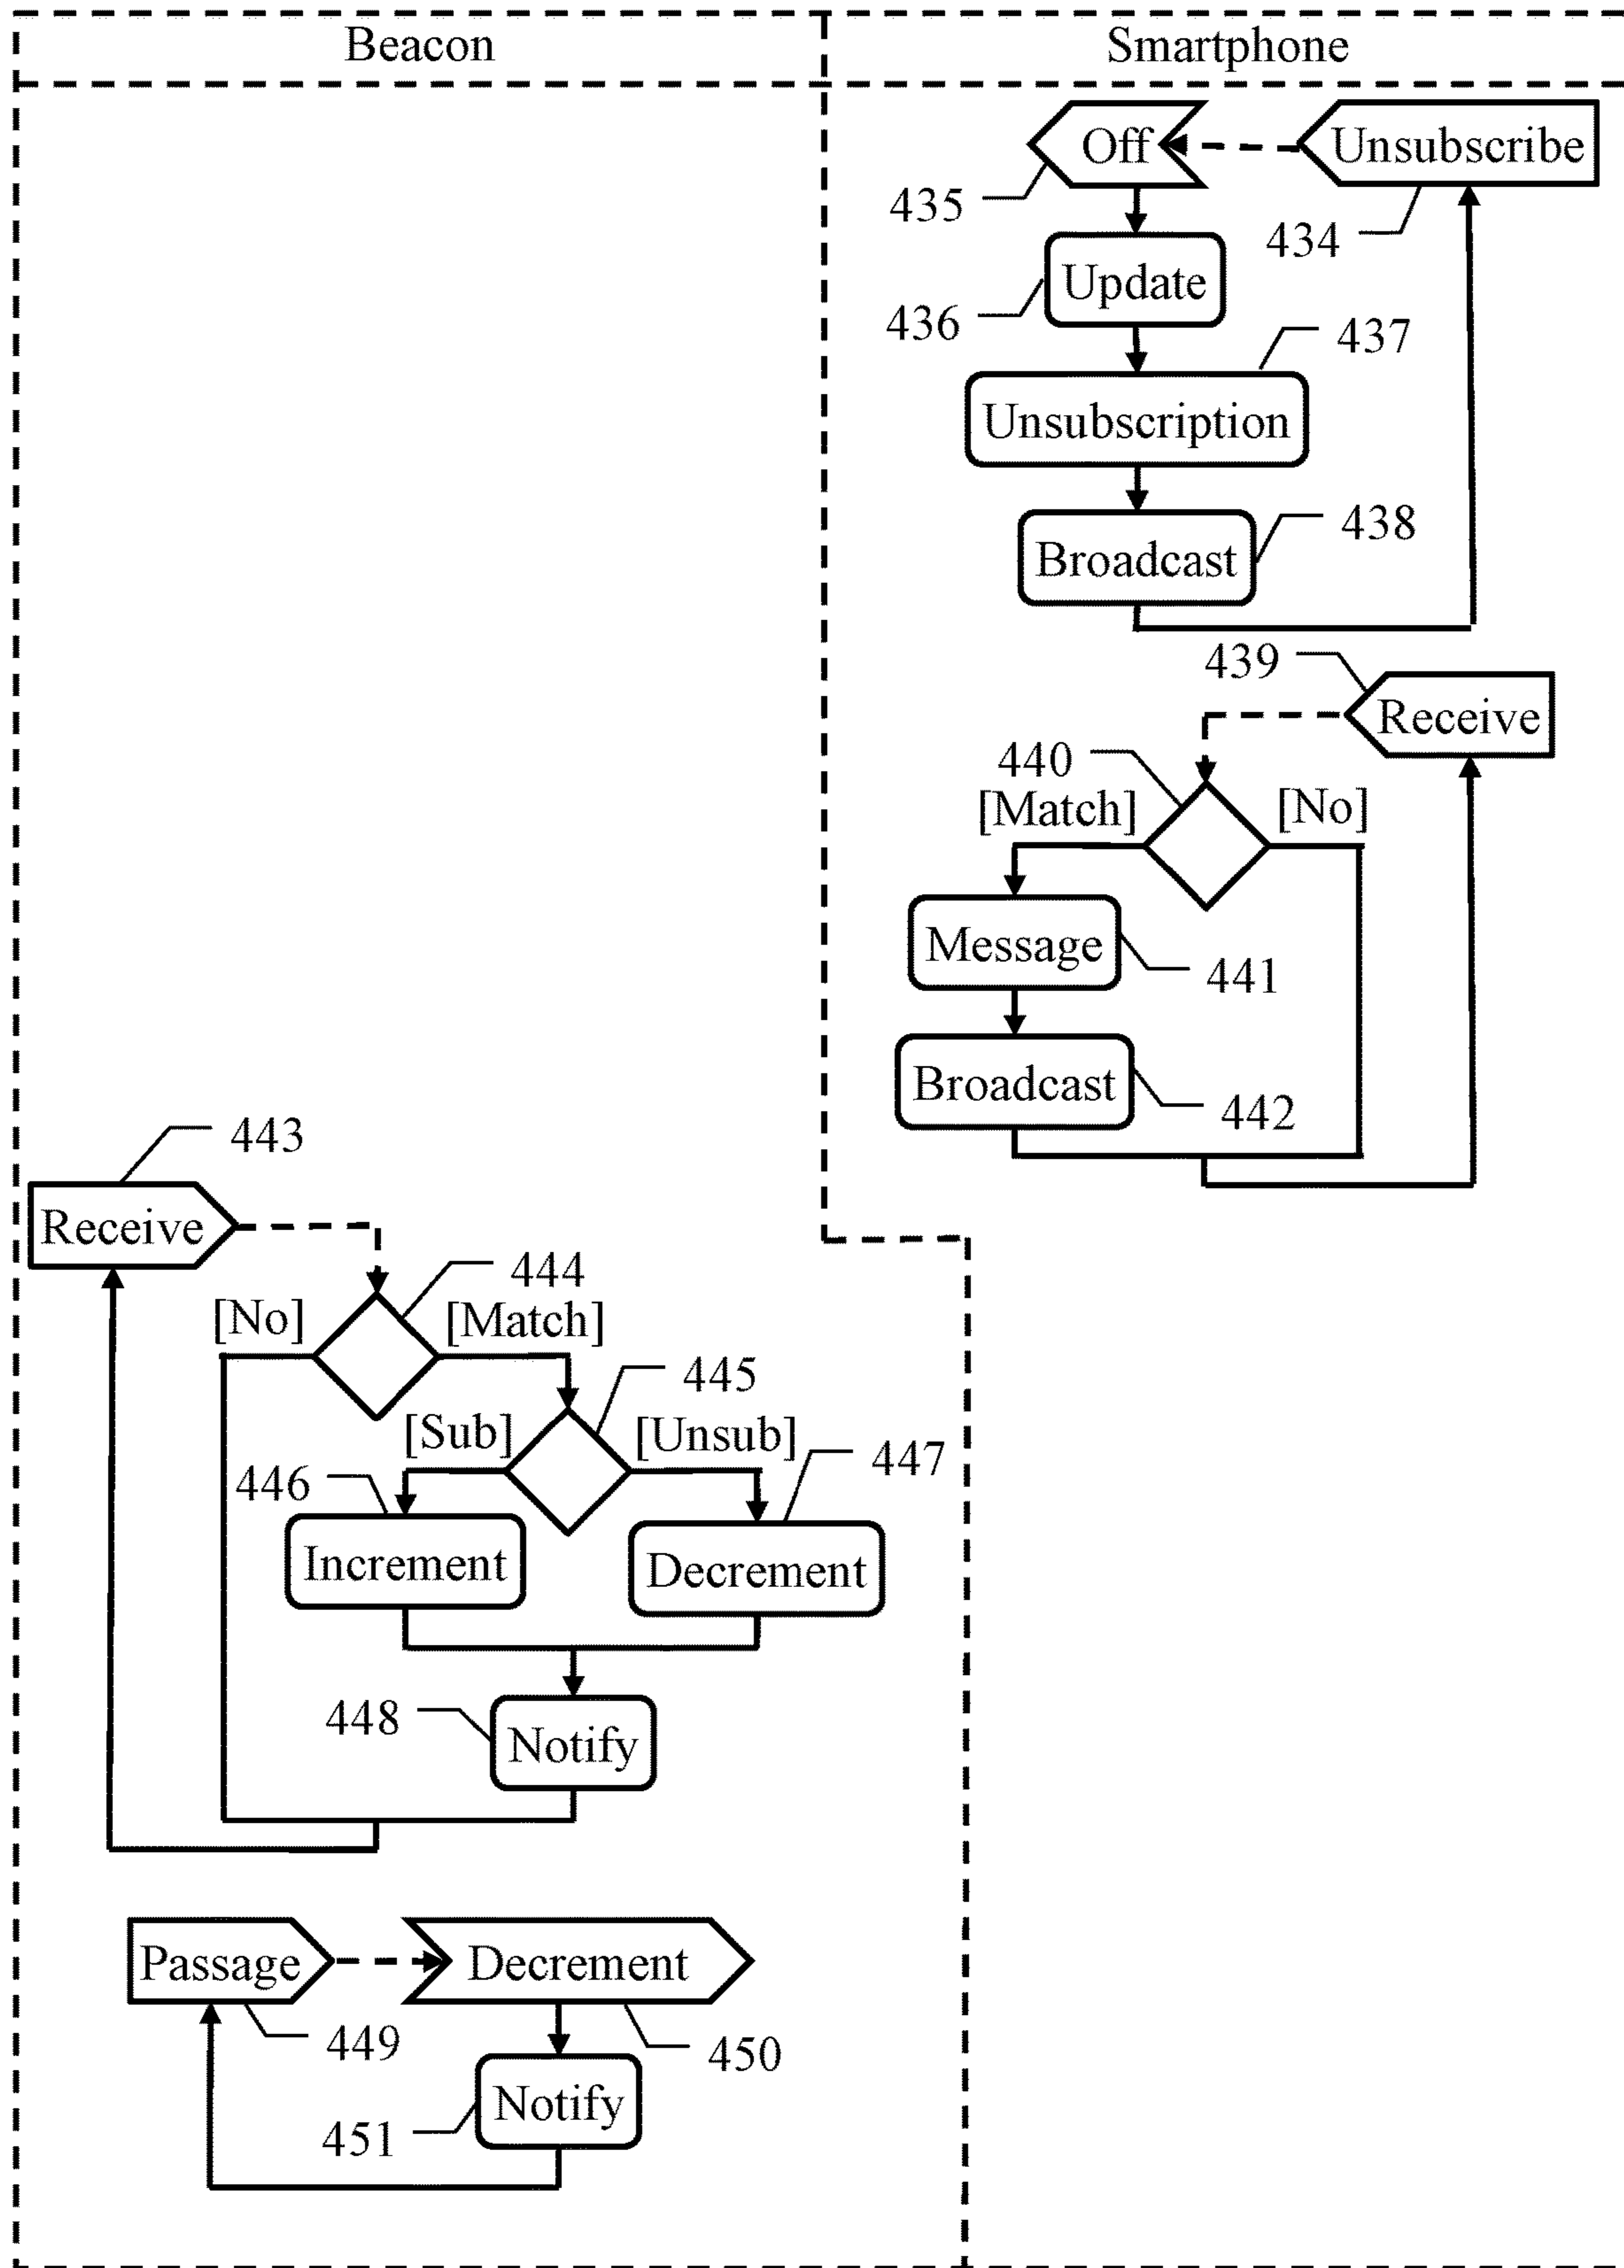 Beacon
Smartphone
Off
Unsubscribe
435
434
Update
436
437
Unsubscription
438
Broadcast
439
Receive
440
[Match]
[No]
Message
441
Broadcast
442
443
Receive
444
[No]
[Match]
445
[Sub]
[Unsub]
447
446
Increment
Decrement
448
Notify
Passage
Decrement
449
450
Notify
451